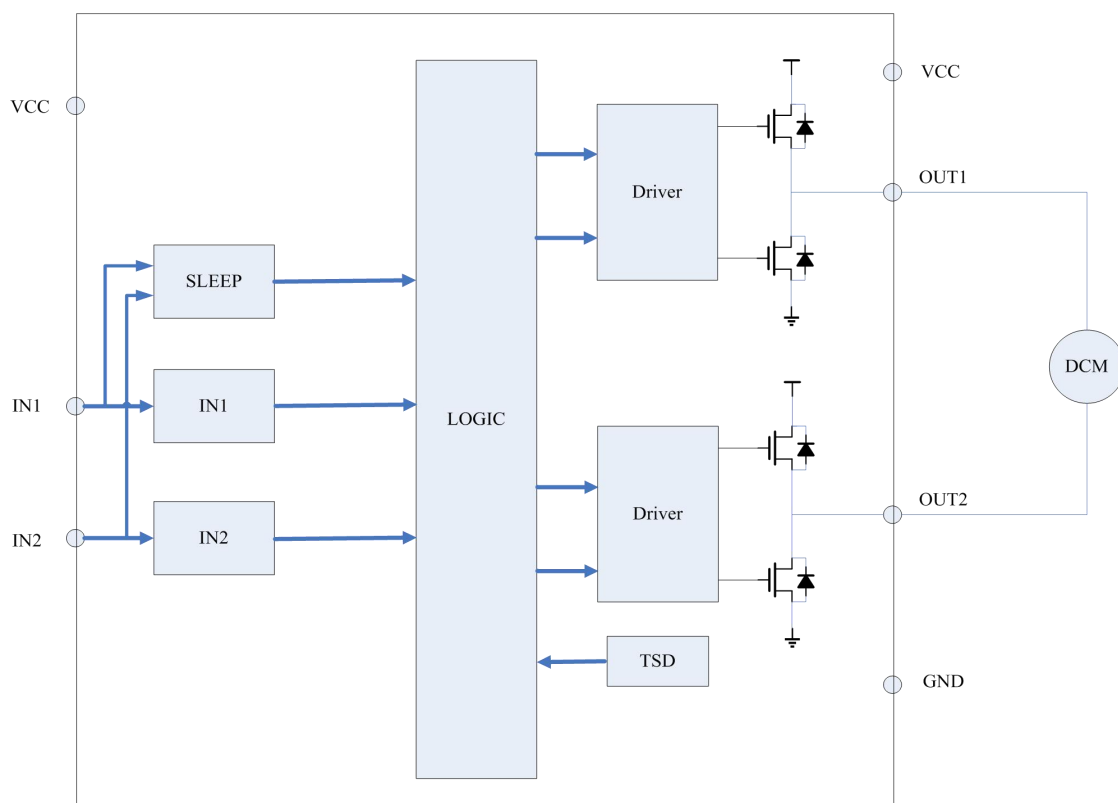 VCC
VCC
Driver
OUT1
SLEEP
DCM
IN1
IN1
LOGIC
OUT2
Driver
IN2
IN2
TSD
GND